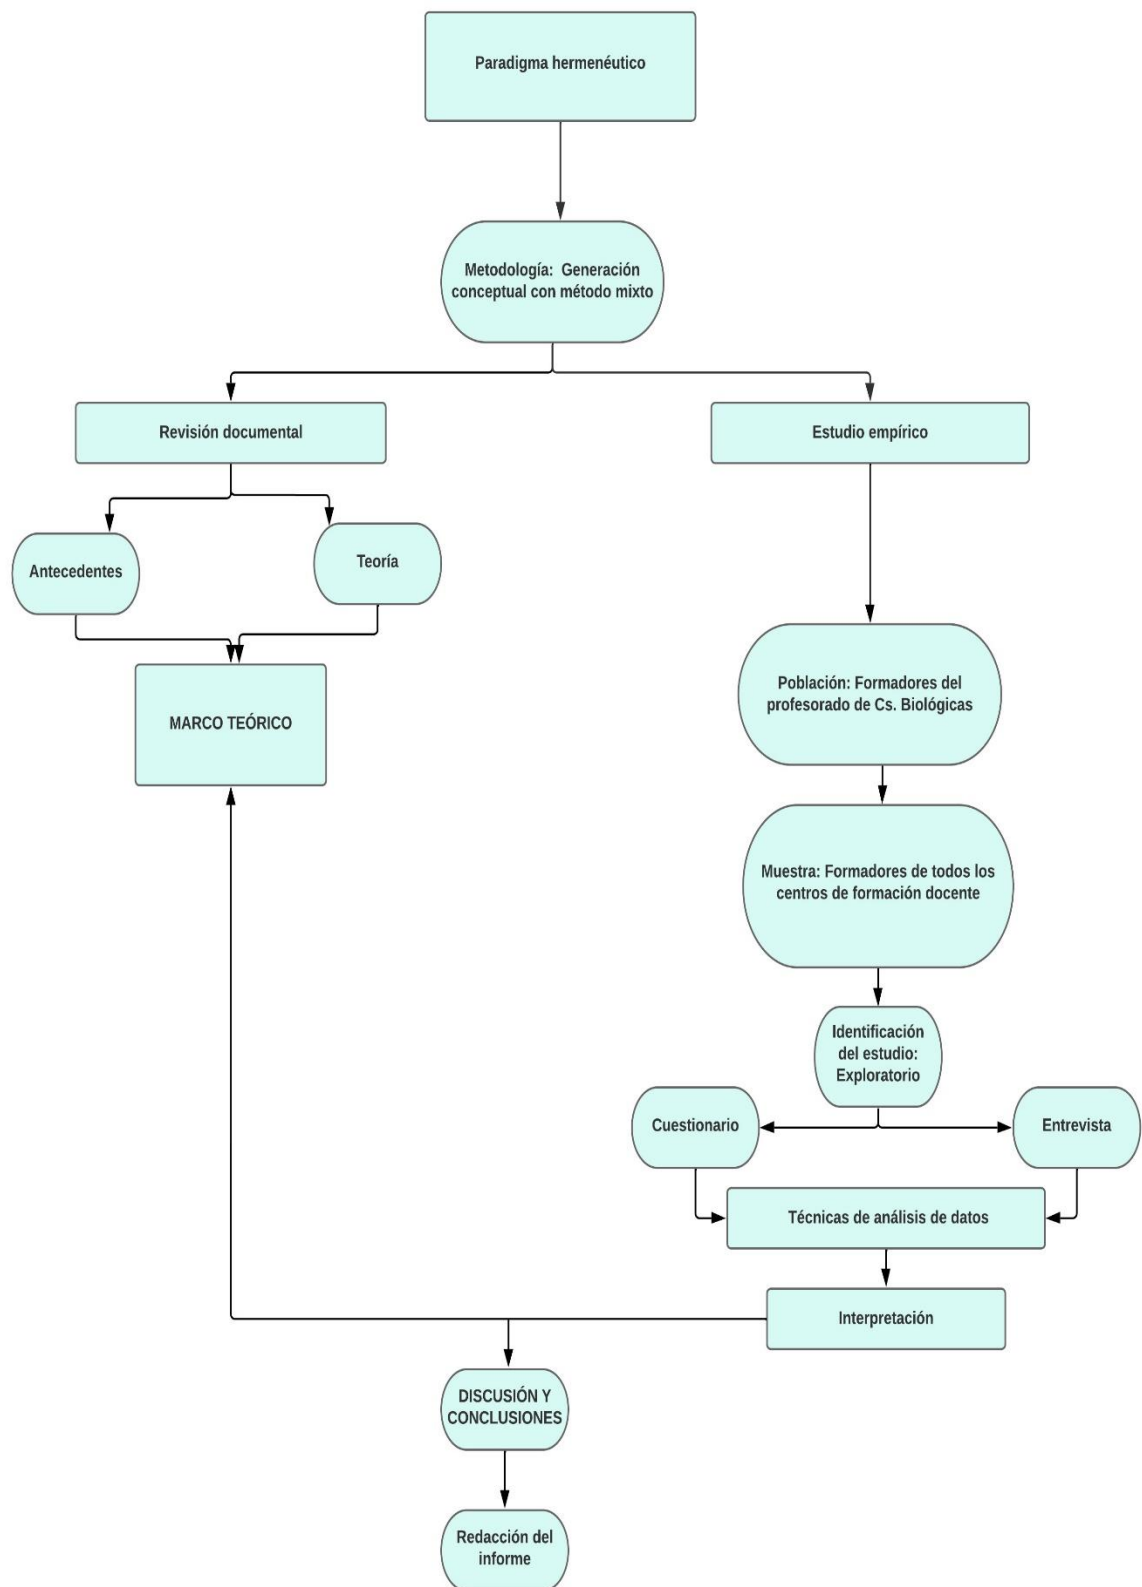 Paradigma hermenéutico
Metodología: Generación
conceptual con método mixto
Revisión documental
Estudio empírico
Antecedentes
Teoría
MARCO TEÓRICO
Población: Formadores del
profesorado de Cs. Biológicas
Muestra: Formadores de todos los
centros de formación docente
Identificación
del estudio:
Exploratorio
Cuestionario
Entrevista
Técnicas de análisis de datos
Interpretación
DISCUSIÓN Y
CONCLUSIONES
Redacción del
informe